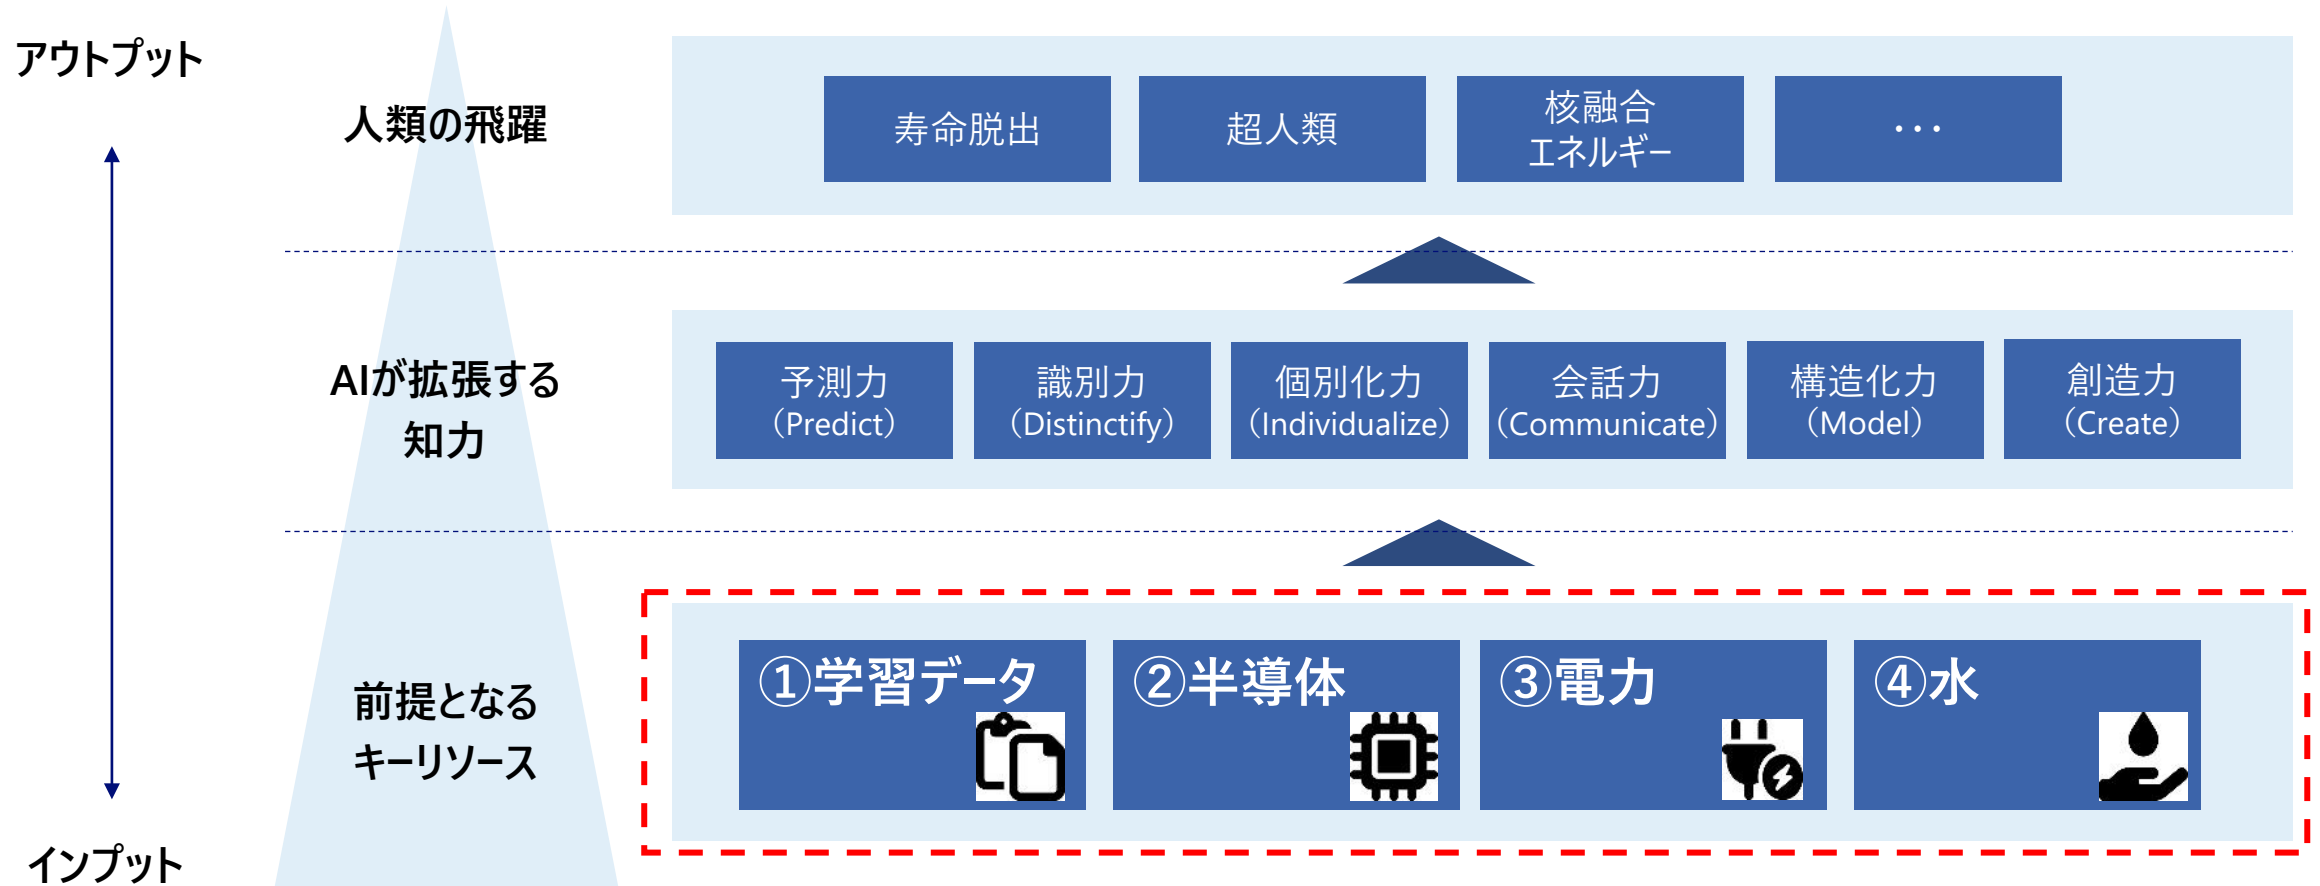 アウトプット
人類の飛躍
寿命脱出
超人類
核融合
エネルギー
・・・
AIが拡張する
知力
予測力
（Predict）
識別力
（Distinctify）
個別化力
（Individualize）
会話力
（Communicate）
構造化力
（Model）
創造力
（Create）
前提となる
キーリソース
①学習データ
②半導体
③電力
④水
インプット